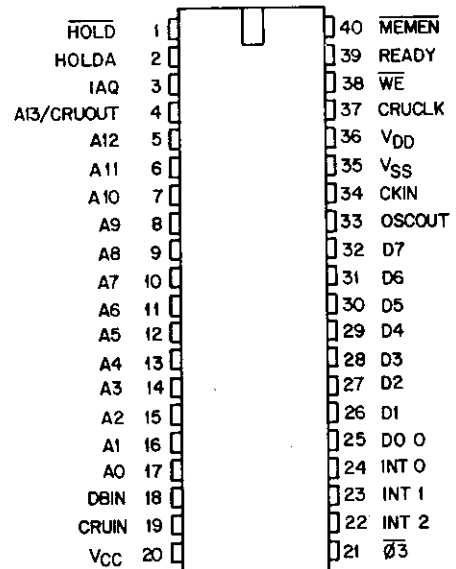 HOLD 1 40 MEMEN
HOLDA 2 39 READY
IAQ 3 38 WE
A13/CRUOUT 4 37 CRUCLK
A12 5 36 VDD
A11 6 35 VSS
A10 7 34 CKIN
A9 8 33 OSCOUT
A8 9 32 D7
A7 10 31 D6
A6 11 30 D5
A5 12 29 D4
A4 13 28 D3
A3 14 27 D2
A2 15 26 D1
A1 16 25 D0 0
A0 17 24 INT 0
DBIN 18 23 INT 1
CRUIN 19 22 INT 2
VCC 20 21 Ø3